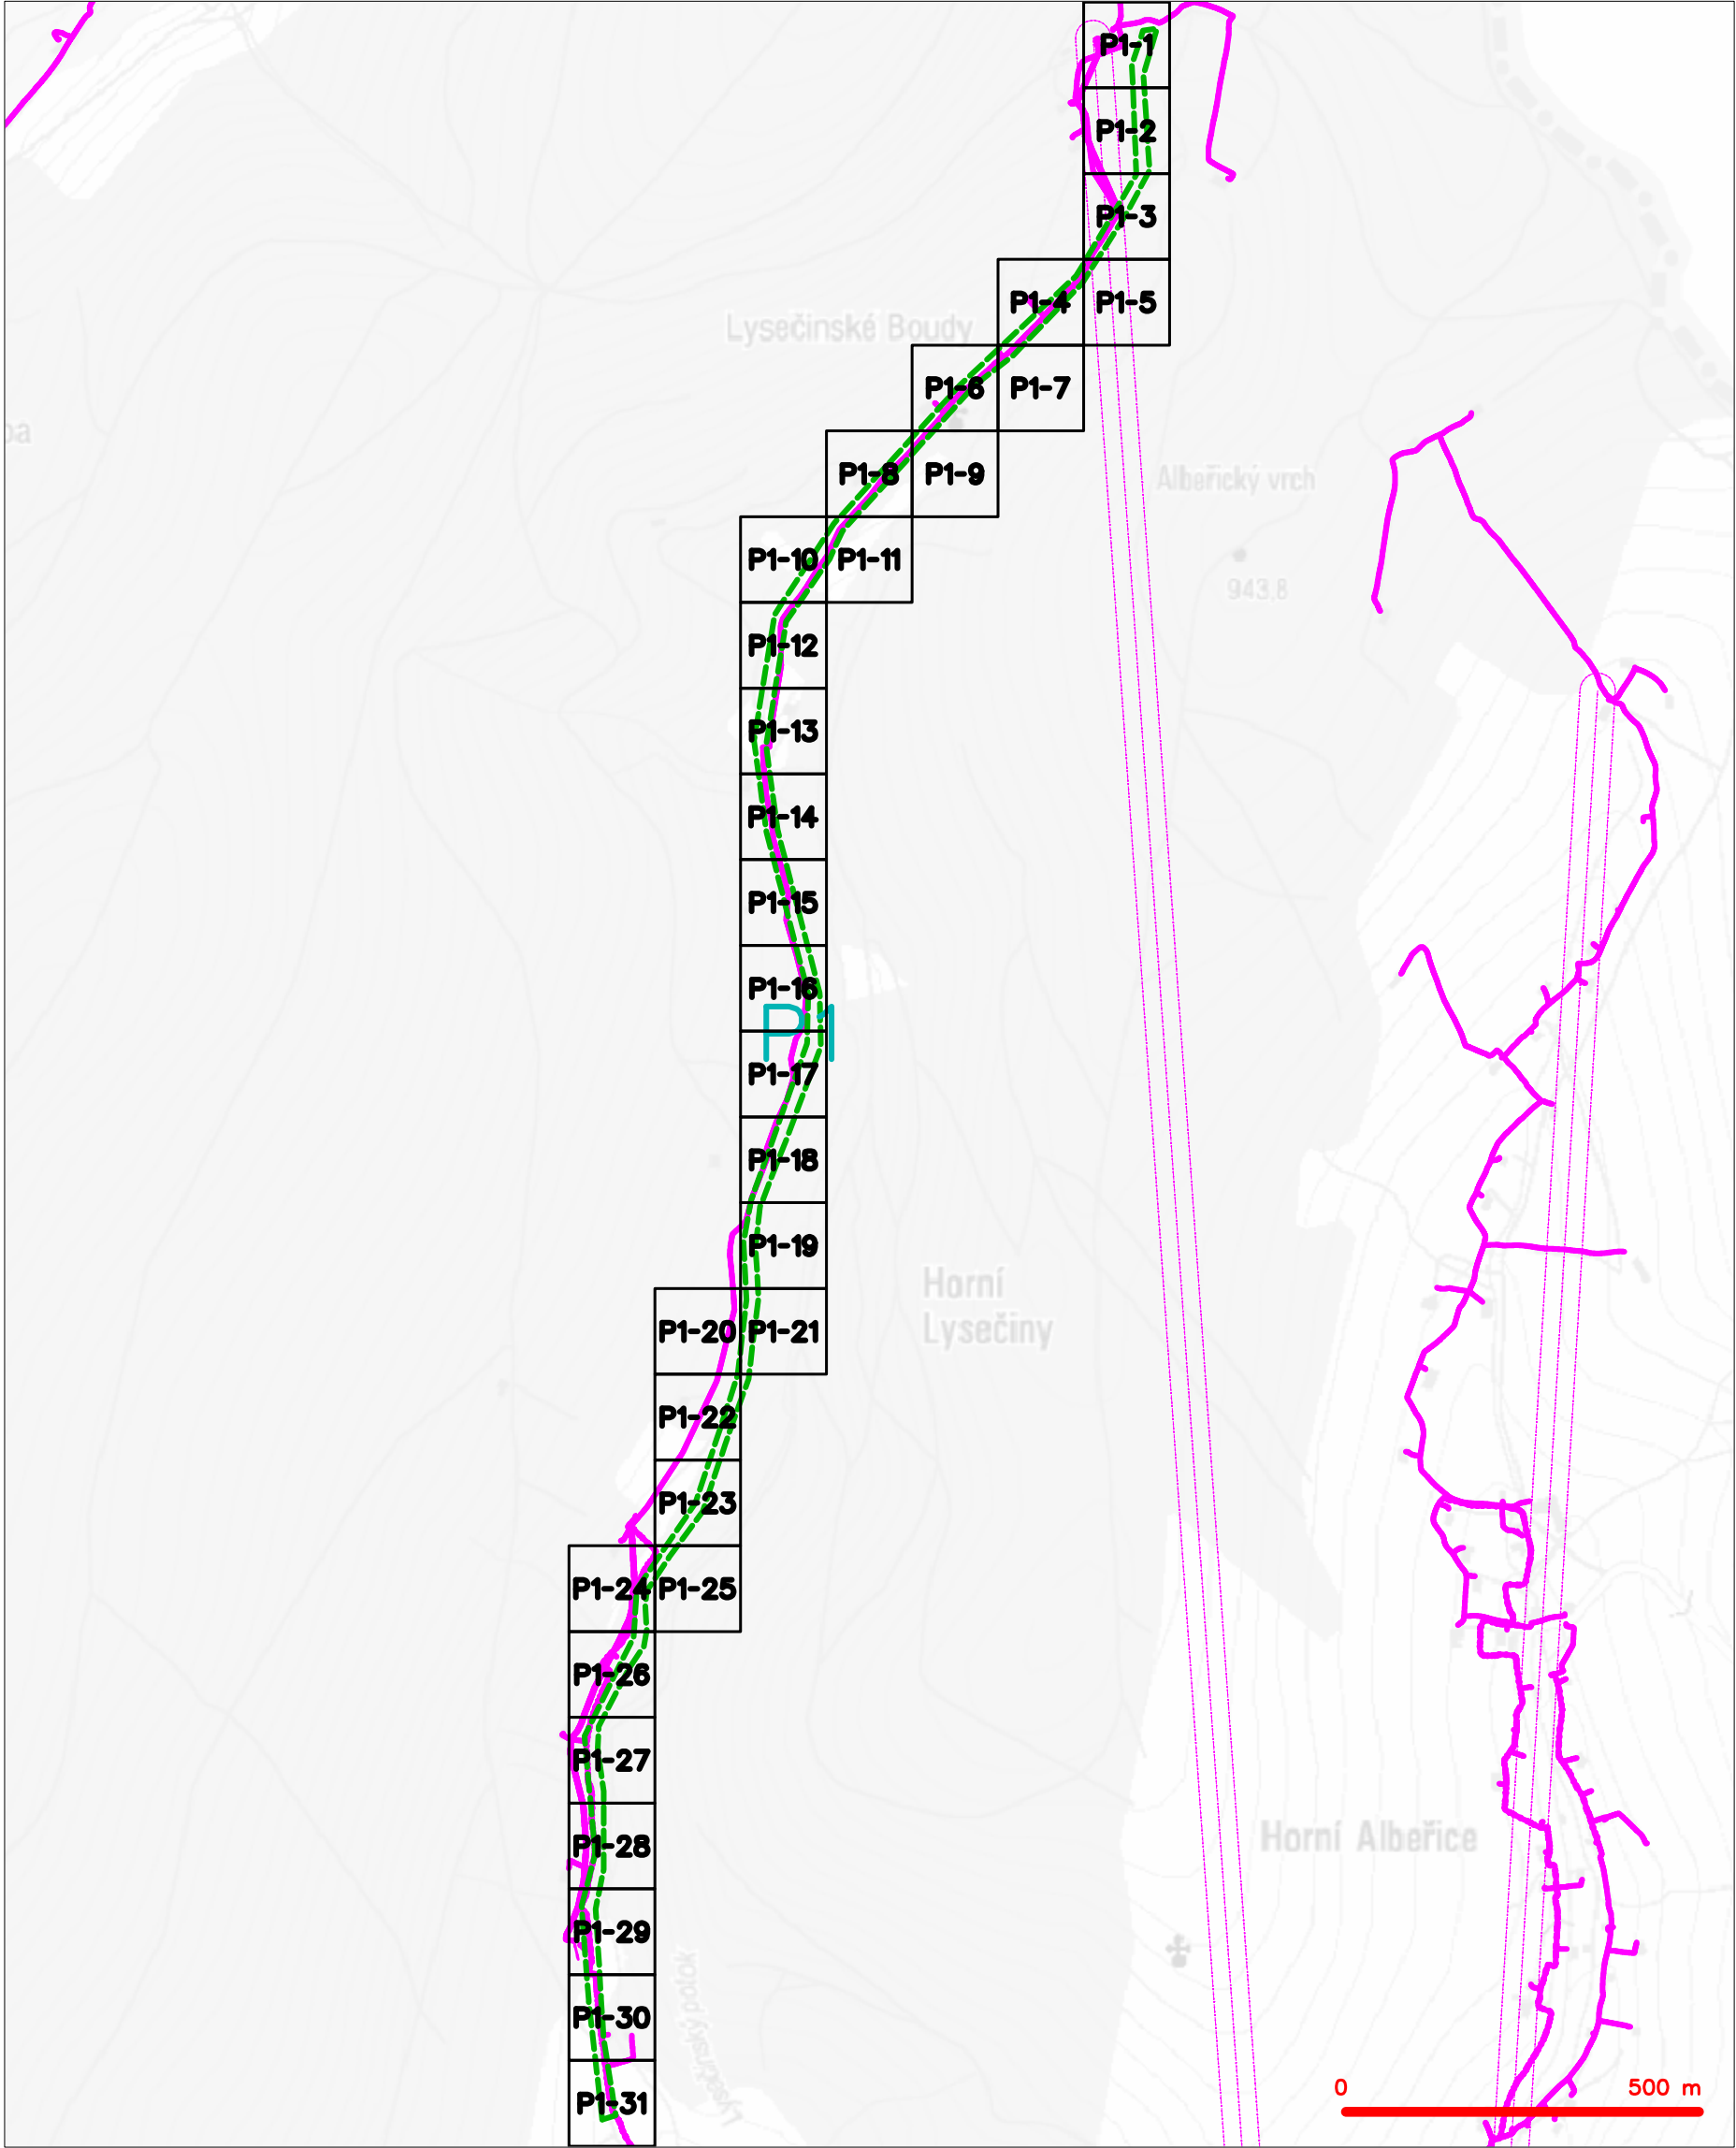 P1-1
P1-2
P1-3
P1-4 P1-5
Lysečinské Boudy
P1-6 P1-7
P1-8 P1-9
Albeřický vrch
P1-10 P1-11
943,8
P1-12
P1-13
P1-14
P1-15
P1-16
P1
P1-17
P1-18
P1-19
Horní
Lysečiny
P1-20 P1-21
P1-22
P1-23
P1-24 P1-25
P1-26
P1-27
P1-28
Horní Albeřice
P1-29
P1-30
Lysečinský potok
P1-31
0 500 m